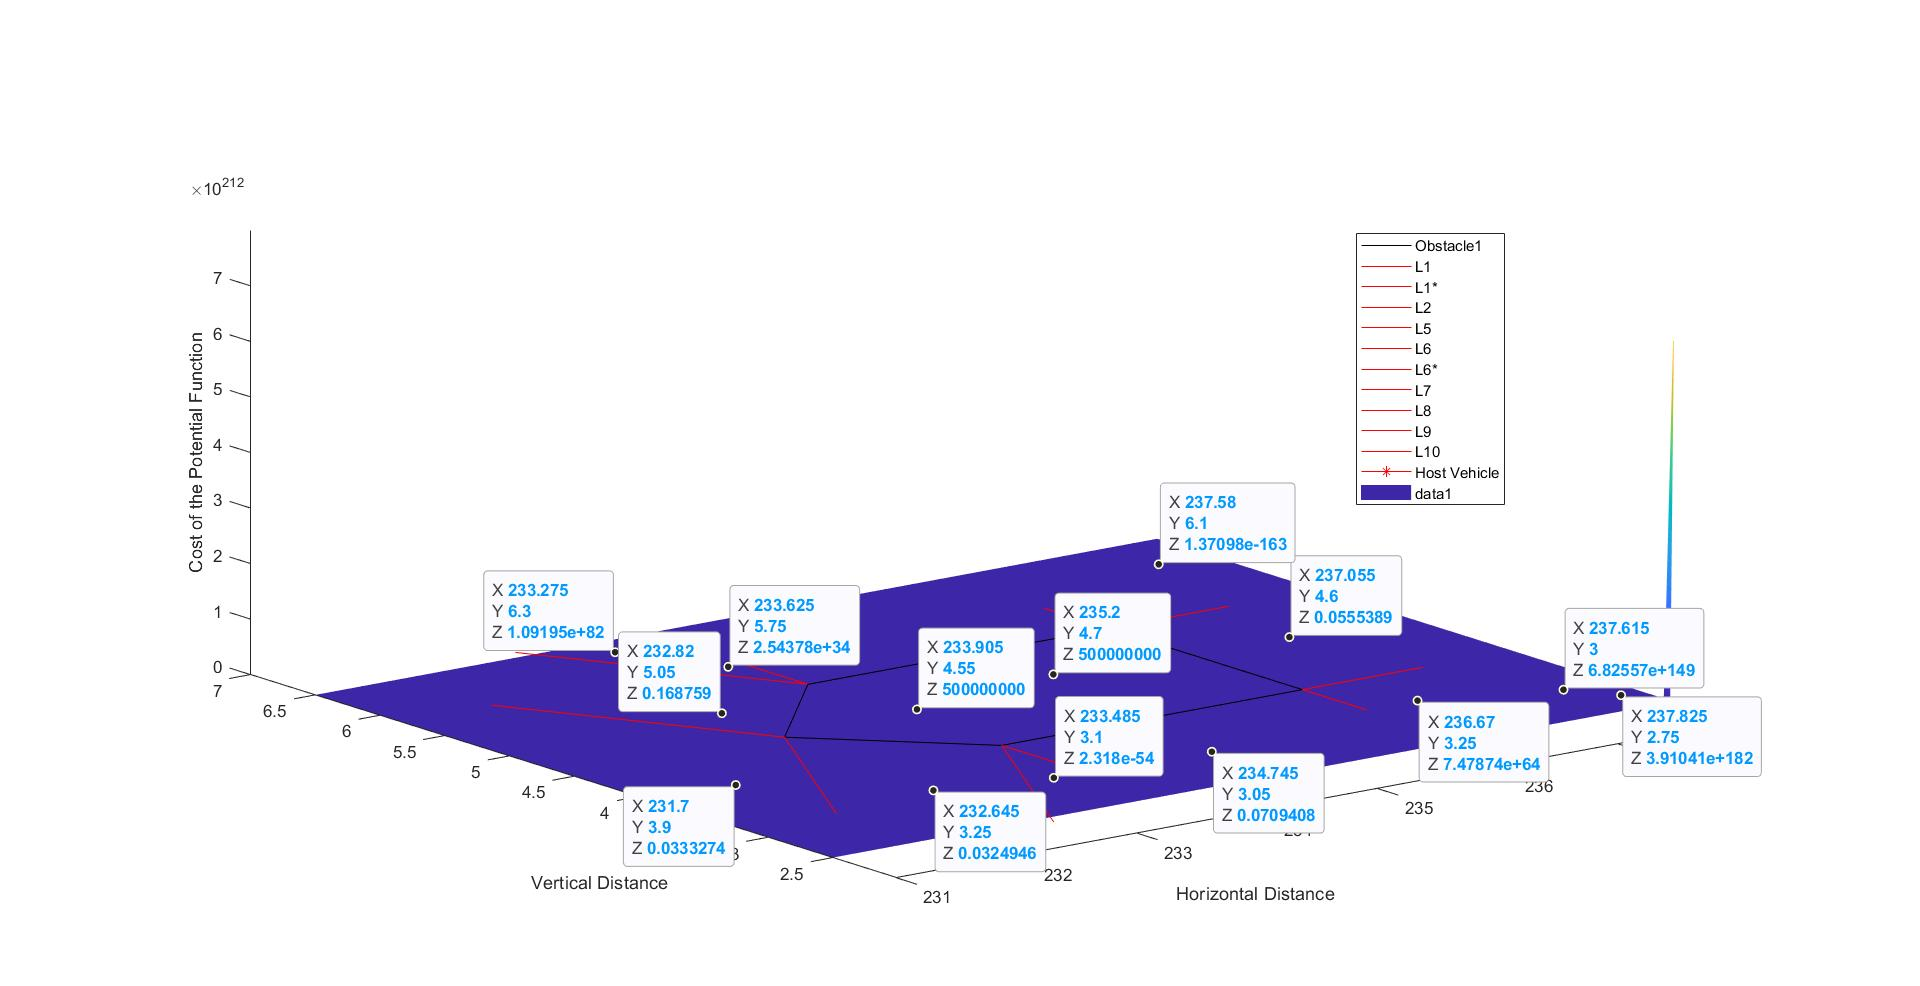 ×10^212
7
6
5
4
3
2
1
0
Cost of the Potential Function
7
6.5
6
5.5
5
4.5
4
3
2.5
Vertical Distance
231
232
233
235
236
Horizontal Distance
Obstacle1
L1
L1*
L2
L5
L6
L6*
L7
L8
L9
L10
Host Vehicle
data1
X 237.58
Y 6.1
Z 1.37098e-163
X 237.055
Y 4.6
Z 0.0555389
X 233.275
Y 6.3
Z 1.09195e+82
X 233.625
Y 5.75
Z 2.54378e+34
X 235.2
Y 4.7
Z 500000000
X 237.615
Y 3
Z 6.82557e+149
X 232.82
Y 5.05
Z 0.168759
X 233.905
Y 4.55
Z 500000000
X 233.485
Y 3.1
Z 2.318e-54
X 236.67
Y 3.25
Z 7.47874e+64
X 237.825
Y 2.75
Z 3.91041e+182
X 234.745
Y 3.05
Z 0.0709408
X 231.7
Y 3.9
Z 0.0333274
X 232.645
Y 3.25
Z 0.0324946